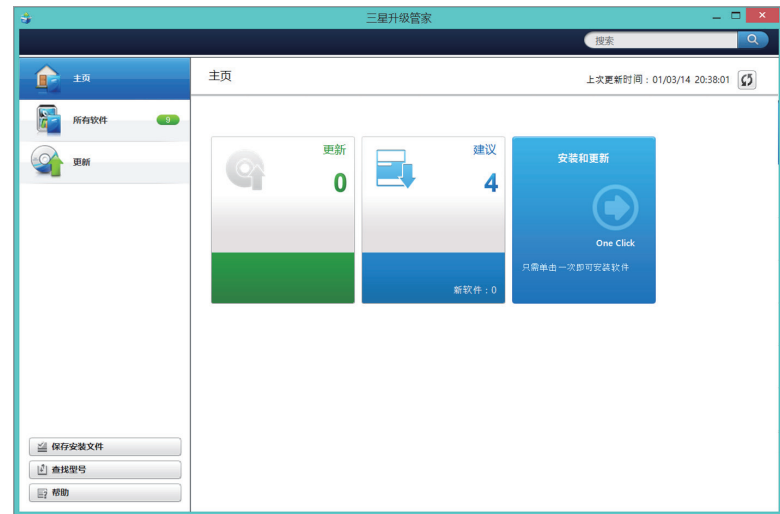 三星升级管家
搜索
主页
所有软件 9
更新
主页
上次更新时间：01/03/14 20:38:01
更新
0
建议
4
新软件：0
安装和更新
One Click
只需单击一次即可安装软件
保存安装文件
查找型号
帮助